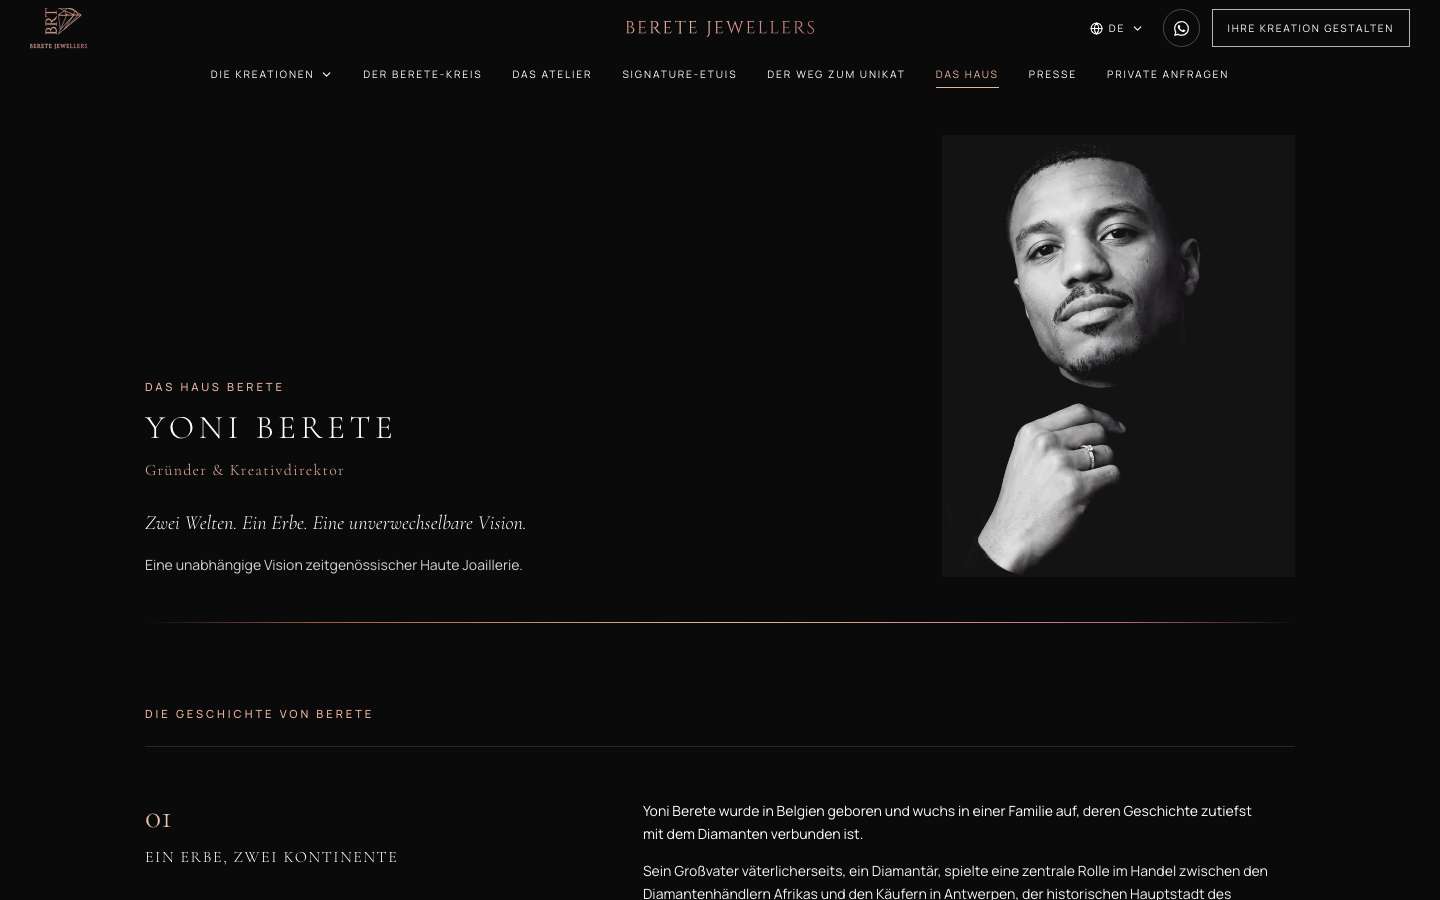 BRT
BERETE JEWELLERS
BERETE JEWELLERS
DE
IHRE KREATION GESTALTEN
DIE KREATIONEN
DER BERETE-KREIS
DAS ATELIER
SIGNATURE-ETUIS
DER WEG ZUM UNIKAT
DAS HAUS
PRESSE
PRIVATE ANFRAGEN
DAS HAUS BERETE
YONI BERETE
Gründer & Kreativdirektor
Zwei Welten. Ein Erbe. Eine unverwechselbare Vision.
Eine unabhängige Vision zeitgenössischer Haute Joaillerie.
DIE GESCHICHTE VON BERETE
01
EIN ERBE, ZWEI KONTINENTE
Yoni Berete wurde in Belgien geboren und wuchs in einer Familie auf, deren Geschichte zutiefst
mit dem Diamanten verbunden ist.
Sein Großvater väterlicherseits, ein Diamantär, spielte eine zentrale Rolle im Handel zwischen den
Diamantenhändlern Afrikas und den Käufern in Antwerpen, der historischen Hauptstadt des